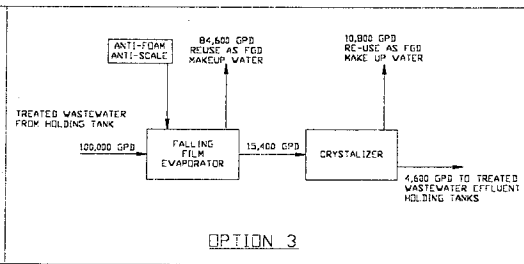 ANTI-FOAM
ANTI-SCALE
84,600 GPD
REUSE AS FGD
MAKEUP WATER
10,800 GPD
RE-USE AS FGD
MAKE UP WATER
TREATED WASTEWATER
FROM HOLDING TANK
100,000 GPD
FALLING
FILM
EVAPORATOR
15,400 GPD
CRYSTALIZER
4,600 GPD TO TREATED
WASTEWATER EFFLUENT
HOLDING TANKS
OPTION 3